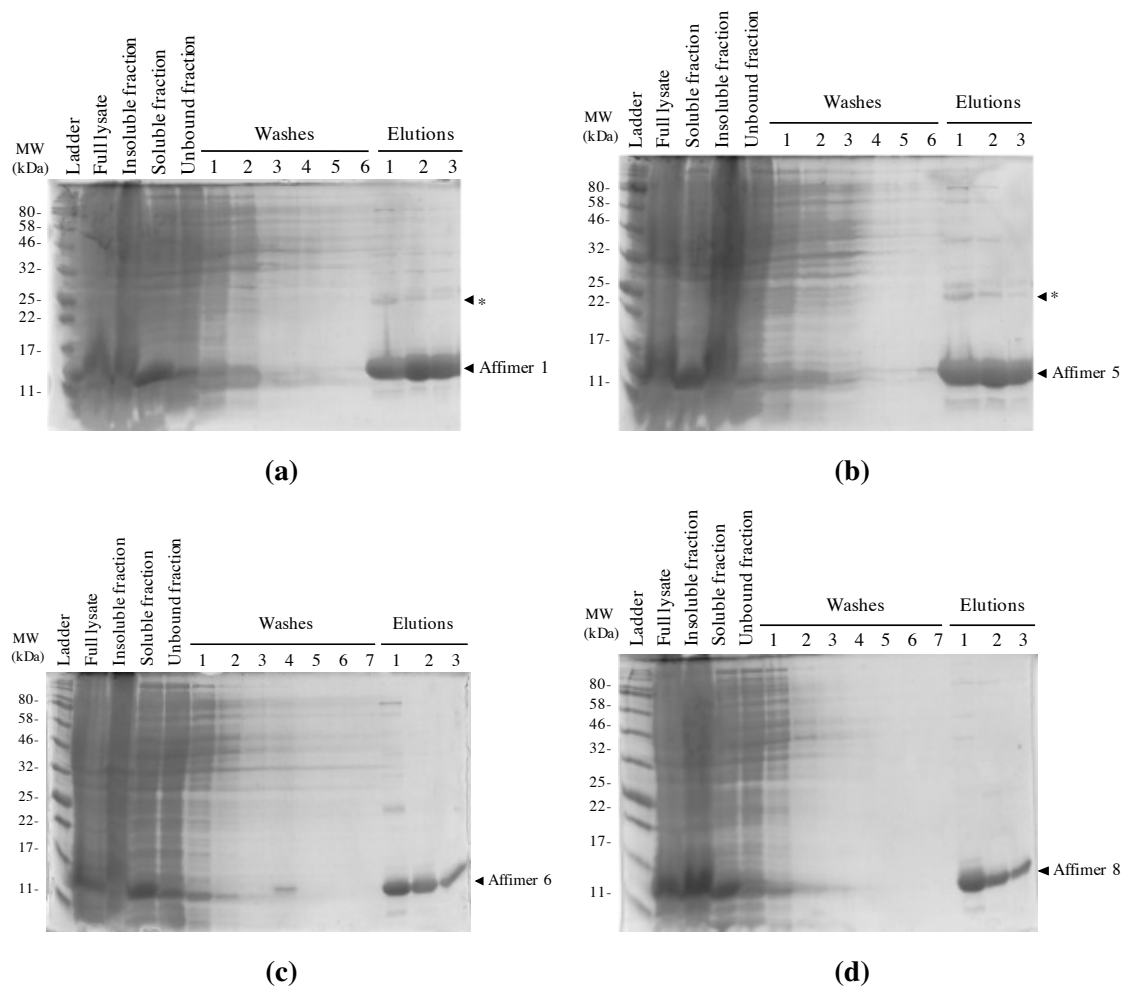 Ladder
Full lysate
Insoluble fraction
Soluble fraction
Unbound fraction
Washes
Elutions
MW
(kDa)
1 2 3 4 5 6 1 2 3
80-
58-
46-
32-
25-
22-
17-
11-
*
Affimer 1
(a)
Ladder
Full lysate
Soluble fraction
Insoluble fraction
Unbound fraction
Washes
Elutions
MW
(kDa)
1 2 3 4 5 6 1 2 3
80-
58-
46-
32-
25-
22-
17-
11-
*
Affimer 5
(b)
Ladder
Full lysate
Insoluble fraction
Soluble fraction
Unbound fraction
Washes
Elutions
MW
(kDa)
1 2 3 4 5 6 7 1 2 3
80-
58-
46-
32-
25-
22-
17-
11-
Affimer 6
(c)
Ladder
Full lysate
Insoluble fraction
Soluble fraction
Unbound fraction
Washes
Elutions
MW
(kDa)
1 2 3 4 5 6 7 1 2 3
80-
58-
46-
32-
25-
22-
17-
11-
Affimer 8
(d)